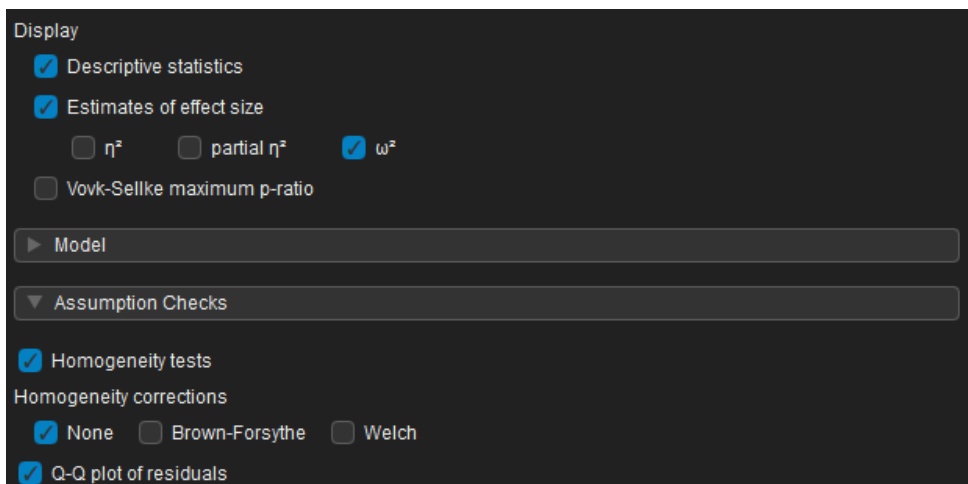 Display
Descriptive statistics
Estimates of effect size
η² partial η² ω²
Vovk-Sellke maximum p-ratio
Model
Assumption Checks
Homogeneity tests
Homogeneity corrections
None Brown-Forsythe Welch
Q-Q plot of residuals